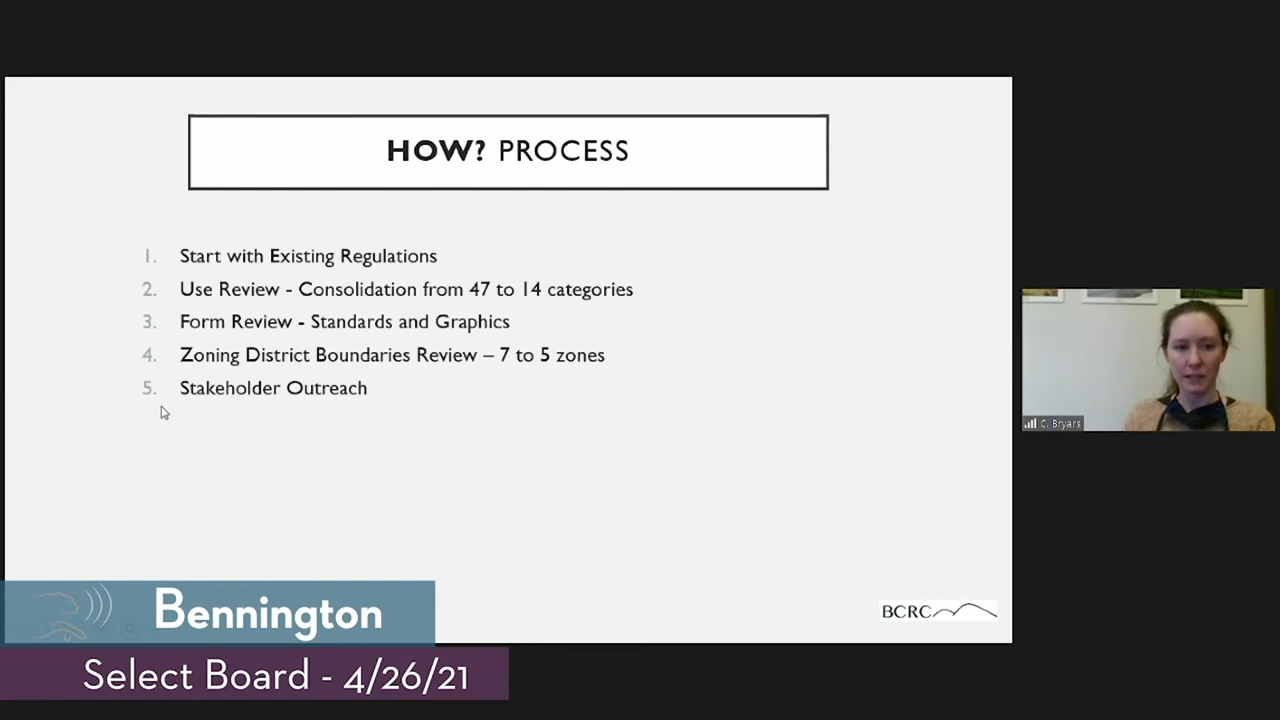 HOW? PROCESS
1. Start with Existing Regulations
2. Use Review - Consolidation from 47 to 14 categories
3. Form Review - Standards and Graphics
4. Zoning District Boundaries Review – 7 to 5 zones
5. Stakeholder Outreach
C. Bryars
BCRC
Bennington
Select Board - 4/26/21